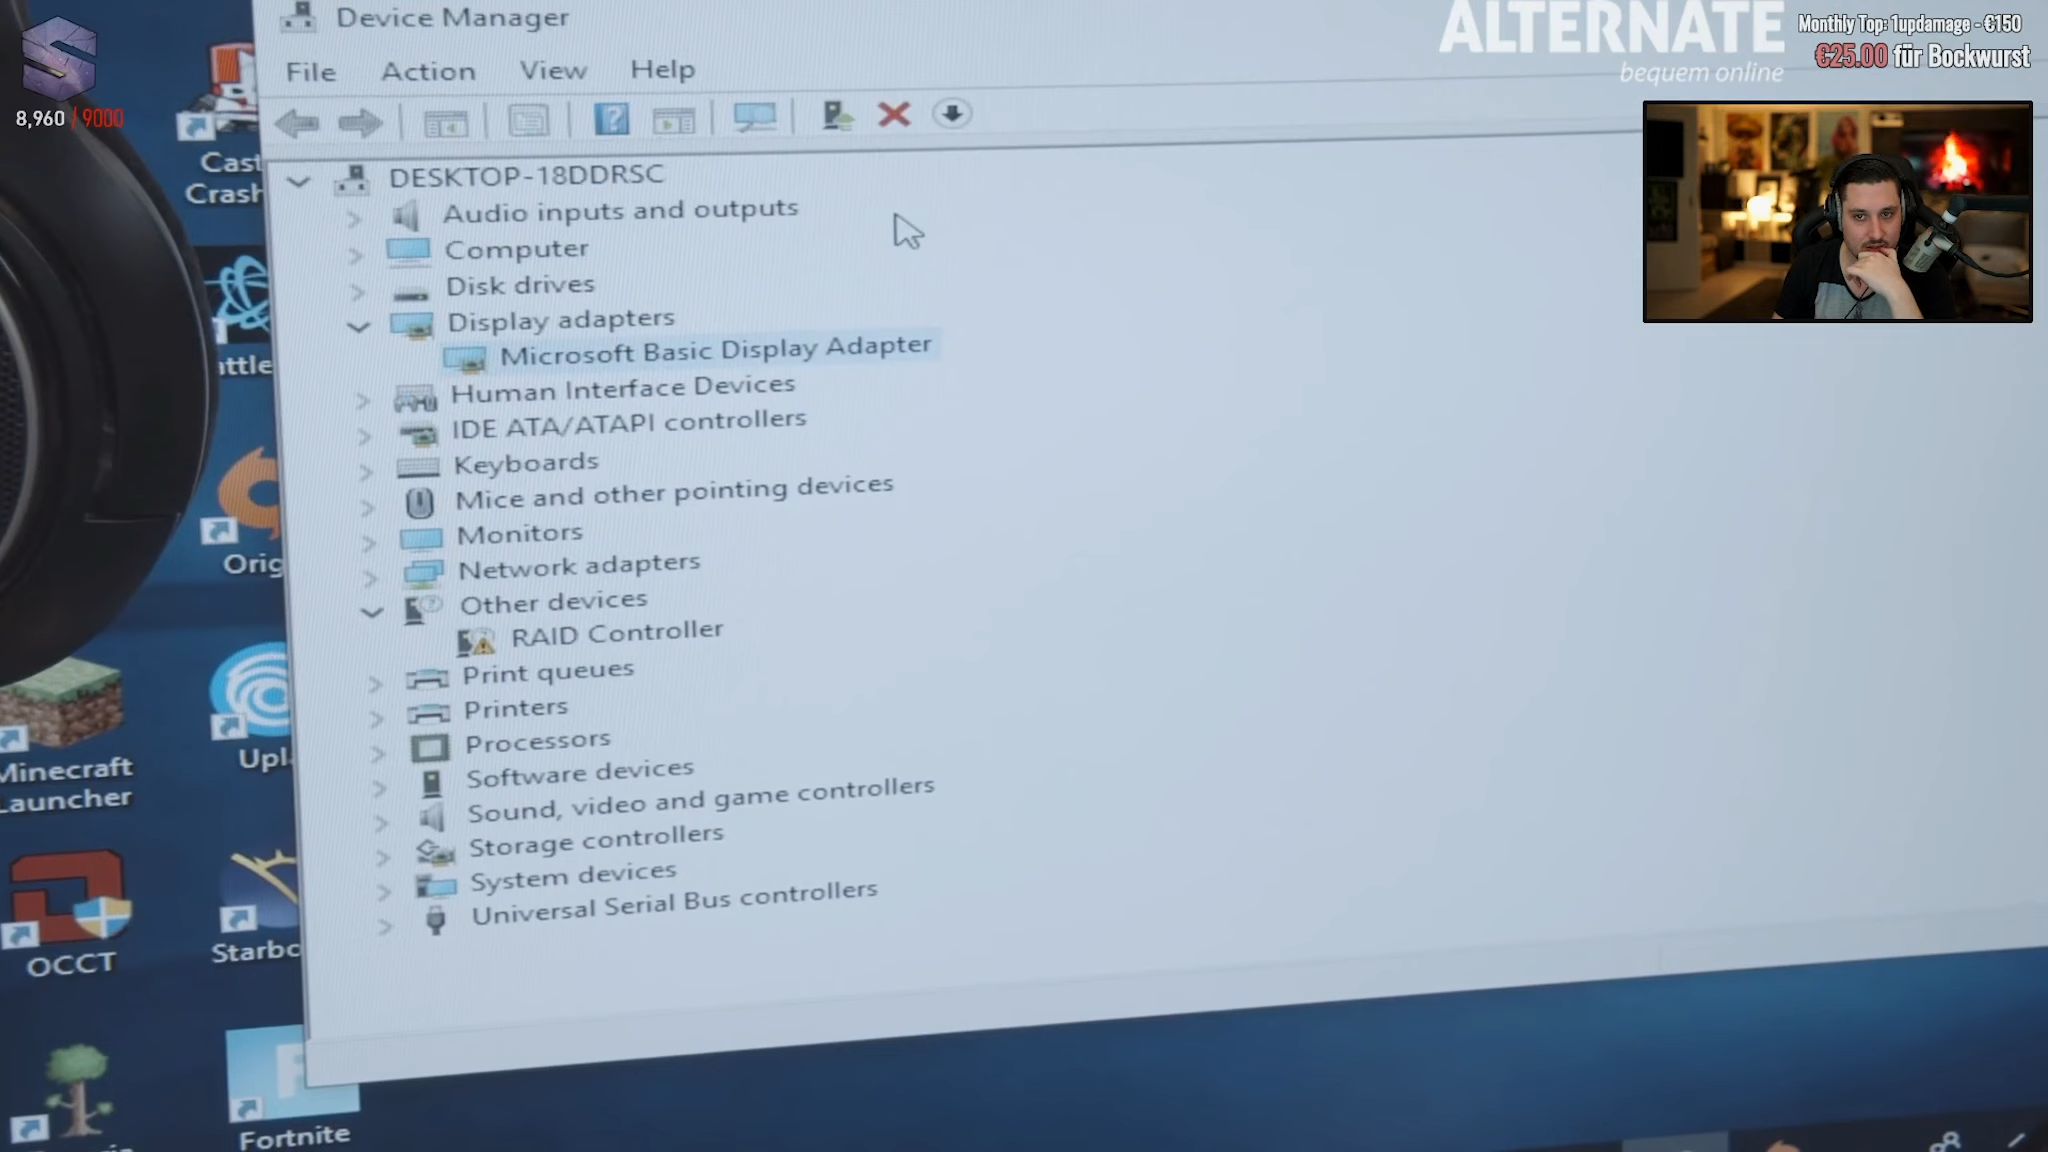 Device Manager
File Action View Help
DESKTOP-18DDRSC
Audio inputs and outputs
Computer
Disk drives
Display adapters
Microsoft Basic Display Adapter
Human Interface Devices
IDE ATA/ATAPI controllers
Keyboards
Mice and other pointing devices
Monitors
Network adapters
Other devices
RAID Controller
Print queues
Printers
Processors
Software devices
Sound, video and game controllers
Storage controllers
System devices
Universal Serial Bus controllers
8,960 / 9000
Cast
Crash
attle
Orig
Minecraft
Launcher
Upl
OCCT
Starbo
Fortnite
ALTERNATE
bequem online
Monthly Top: 1updamage - €150
€25.00 für Bockwurst